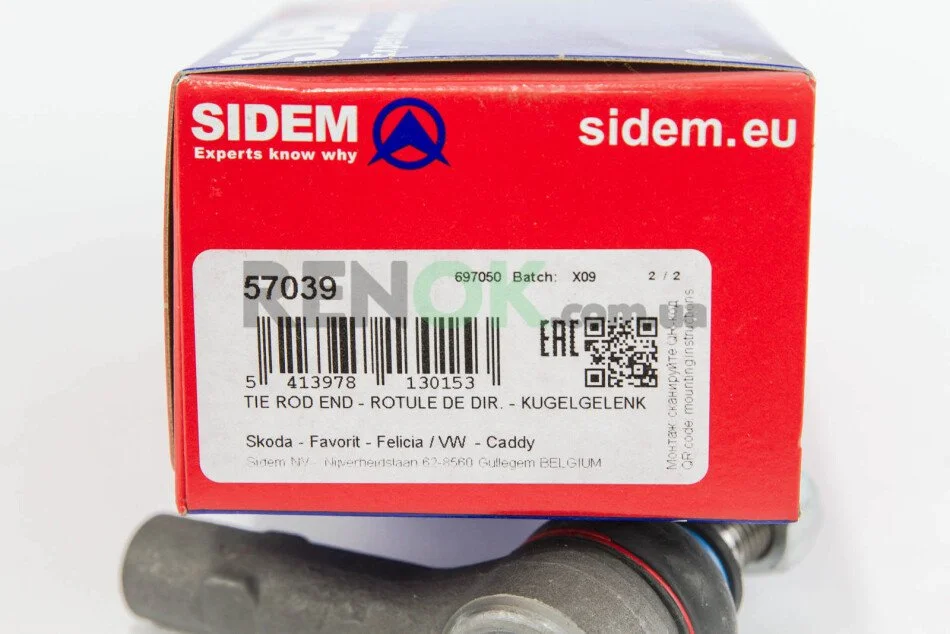 SIDEM
SIDEM
Experts know why
sidem.eu
57039
697050 Batch: X09 2 / 2
RENOK.com.ua
EAC
5 413978 130153
TIE ROD END - ROTULE DE DIR. - KUGELGELENK
Skoda - Favorit - Felicia / VW - Caddy
Sidem NV - Nijverheidslaan 62-8560 Gullegem BELGIUM
Монтаж: сканируйте QR-код
QR code: mounting instructions